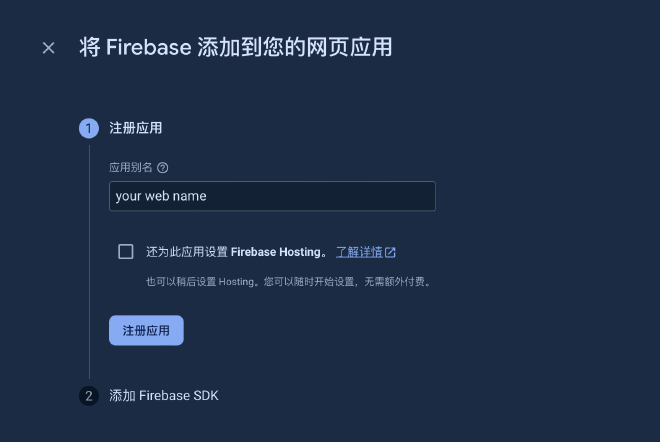 将 Firebase 添加到您的网页应用
1 注册应用
应用别名
your web name
还为此应用设置 Firebase Hosting。 了解详情
也可以稍后设置 Hosting。您可以随时开始设置，无需额外付费。
注册应用
2 添加 Firebase SDK